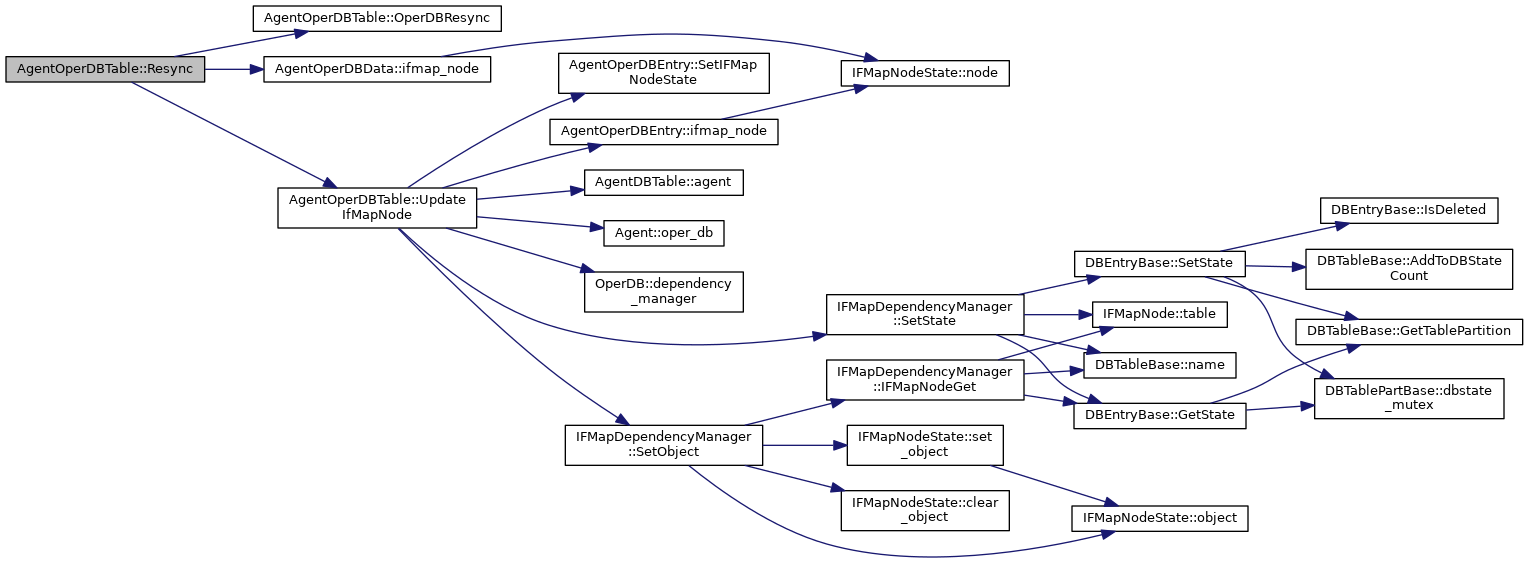 AgentOperDBTable::Resync
AgentOperDBTable::OperDBResync
AgentOperDBData::ifmap_node
AgentOperDBTable::Update
IfMapNode
AgentOperDBEntry::SetIFMap
NodeState
AgentOperDBEntry::ifmap_node
AgentDBTable::agent
Agent::oper_db
OperDB::dependency
_manager
IFMapDependencyManager
::SetObject
IFMapNodeState::node
IFMapDependencyManager
::SetState
IFMapDependencyManager
::IFMapNodeGet
IFMapNodeState::set
_object
IFMapNodeState::clear
_object
DBEntryBase::SetState
IFMapNode::table
DBTableBase::name
DBEntryBase::GetState
IFMapNodeState::object
DBEntryBase::IsDeleted
DBTableBase::AddToDBState
Count
DBTableBase::GetTablePartition
DBTablePartBase::dbstate
_mutex